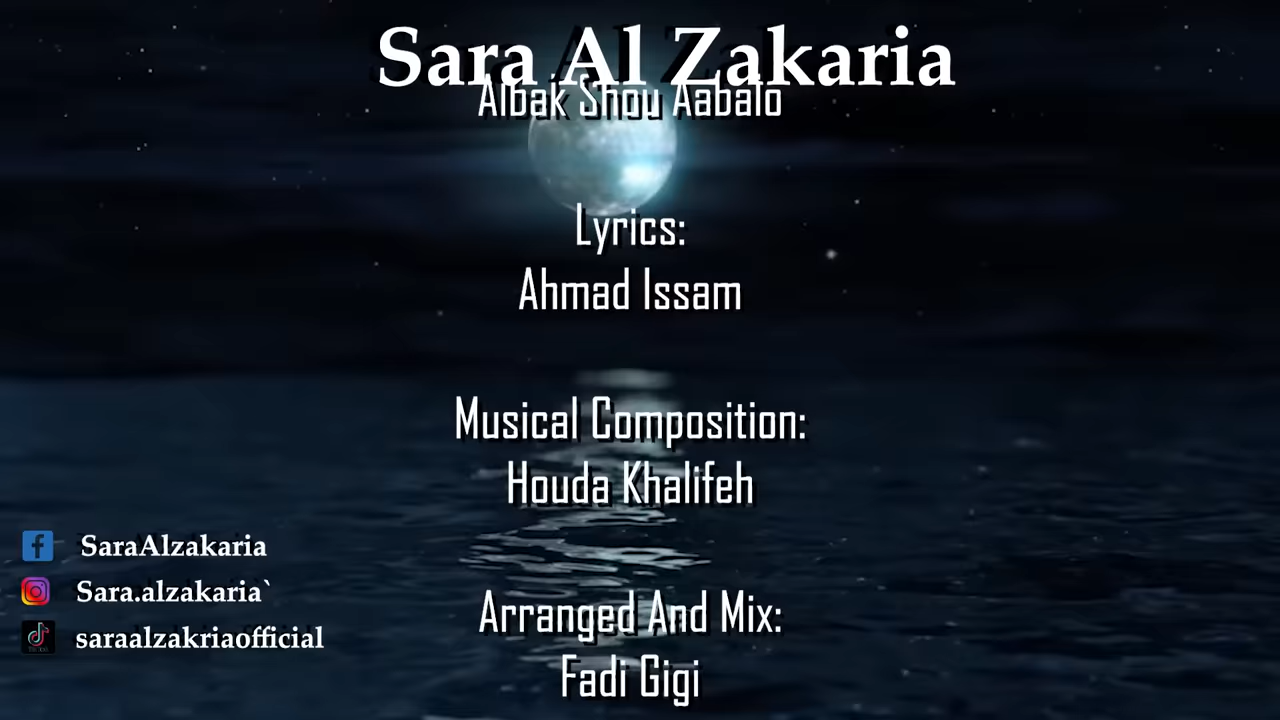 Sara Al Zakaria
Albak Shou Aabalo
Lyrics:
Ahmad Issam
Musical Composition:
Houda Khalifeh
Arranged And Mix:
Fadi Gigi
SaraAlzakaria
Sara.alzakaria`
saraalzakriaofficial